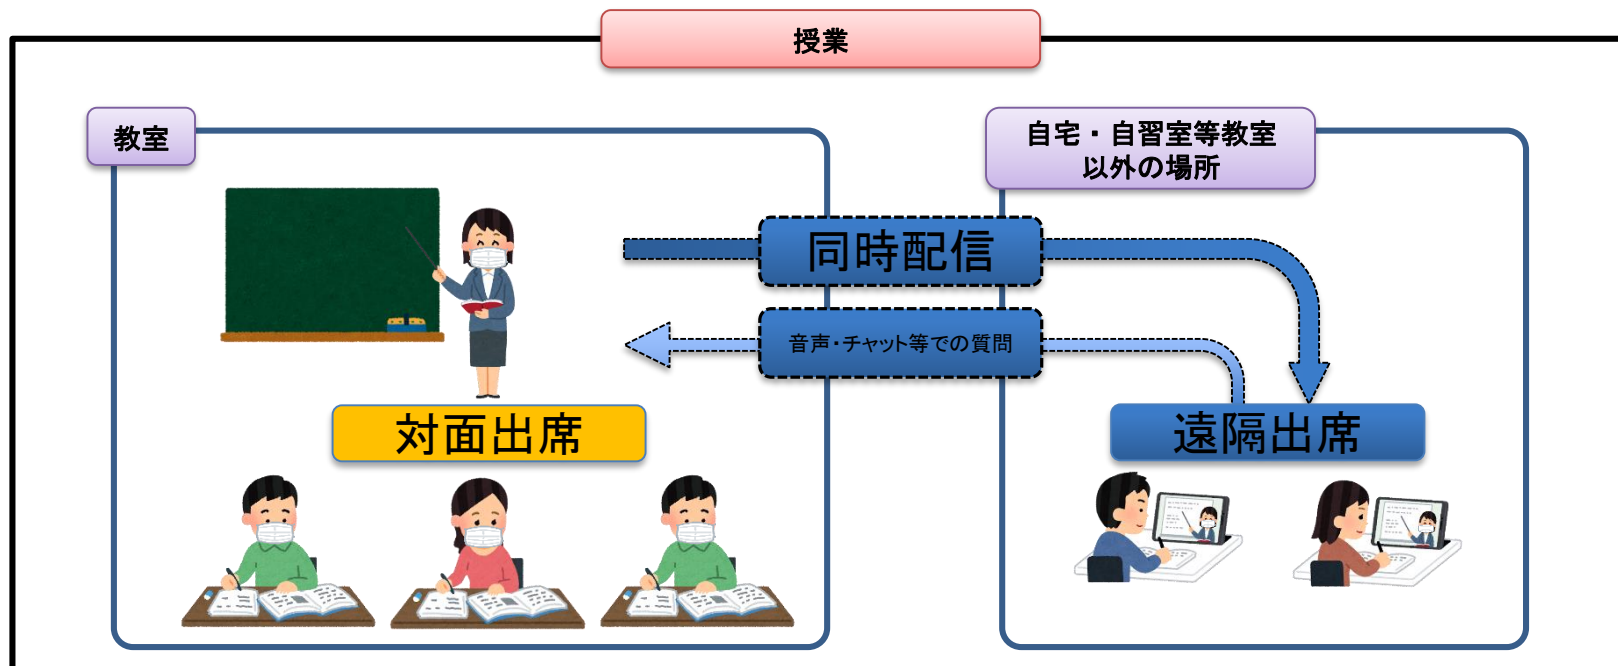 授業
教室
自宅・自習室等教室
以外の場所
同時配信
音声・チャット等での質問
対面出席
遠隔出席